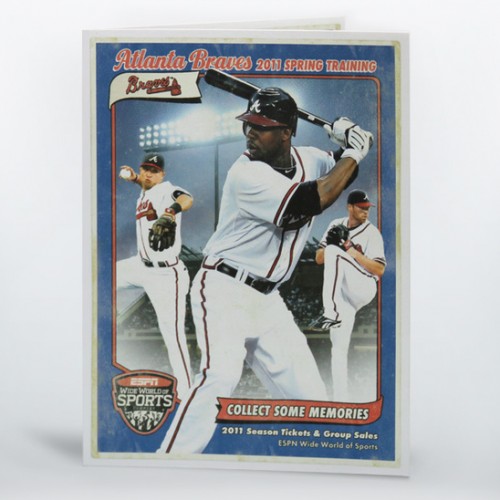 Atlanta Braves 2011 SPRING TRAINING
Braves
A
Braves
ESPN
WIDE WORLD OF
SPORTS
COLLECT SOME MEMORIES
2011 Season Tickets & Group Sales
ESPN Wide World of Sports